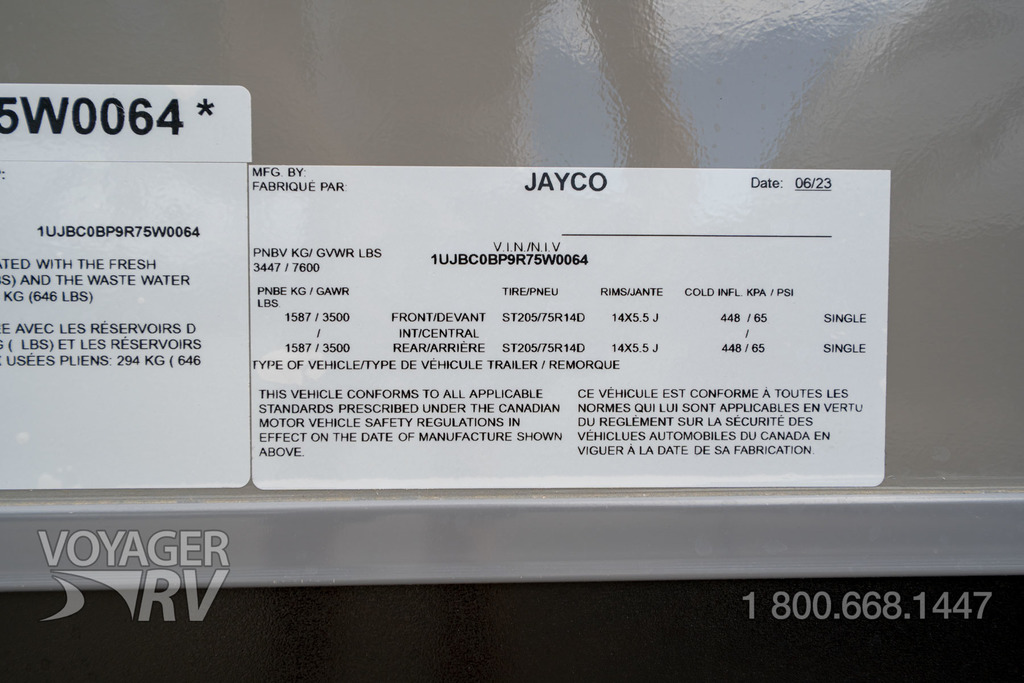 5W0064 *
1UJBC0BP9R75W0064
ATED WITH THE FRESH
S) AND THE WASTE WATER
KG (646 LBS)
E AVEC LES RÉSERVOIRS D
G ( LBS) ET LES RÉSERVOIRS
USÉES PLIENS: 294 KG ( 646
MFG. BY:
FABRIQUÉ PAR:
JAYCO
Date: 06/23
V.I.N./N.I.V
PNBV KG/ GVWR LBS
1UJBC0BP9R75W0064
3447 / 7600
PNBE KG / GAWR TIRE/PNEU RIMS/JANTE COLD INFL. KPA / PSI
LBS.
1587 / 3500 FRONT/DEVANT ST205/75R14D 14X5.5 J 448 / 65 SINGLE
/ INT/CENTRAL /
1587 / 3500 REAR/ARRIÈRE ST205/75R14D 14X5.5 J 448 / 65 SINGLE
TYPE OF VEHICLE/TYPE DE VÉHICULE TRAILER / REMORQUE
THIS VEHICLE CONFORMS TO ALL APPLICABLE
STANDARDS PRESCRIBED UNDER THE CANADIAN
MOTOR VEHICLE SAFETY REGULATIONS IN
EFFECT ON THE DATE OF MANUFACTURE SHOWN
ABOVE.
CE VÉHICULE EST CONFORME À TOUTES LES
NORMES QUI LUI SONT APPLICABLES EN VERTU
DU REGLÈMENT SUR LA SÉCURITÉ DES
VÉHICLUES AUTOMOBILES DU CANADA EN
VIGUER À LA DATE DE SA FABRICATION.
VOYAGER
RV
1 800.668.1447